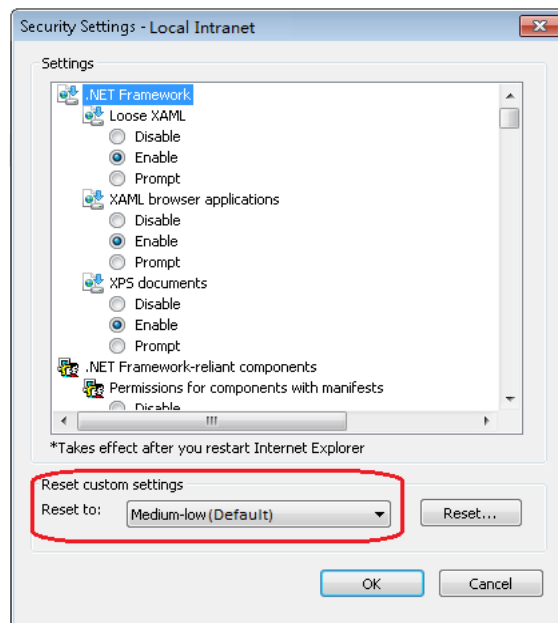 Security Settings - Local Intranet
Settings
.NET Framework
Loose XAML
Disable
Enable
Prompt
XAML browser applications
Disable
Enable
Prompt
XPS documents
Disable
Enable
Prompt
.NET Framework-reliant components
Permissions for components with manifests
Disable
*Takes effect after you restart Internet Explorer
Reset custom settings
Reset to: Medium-low (Default) Reset...
OK Cancel